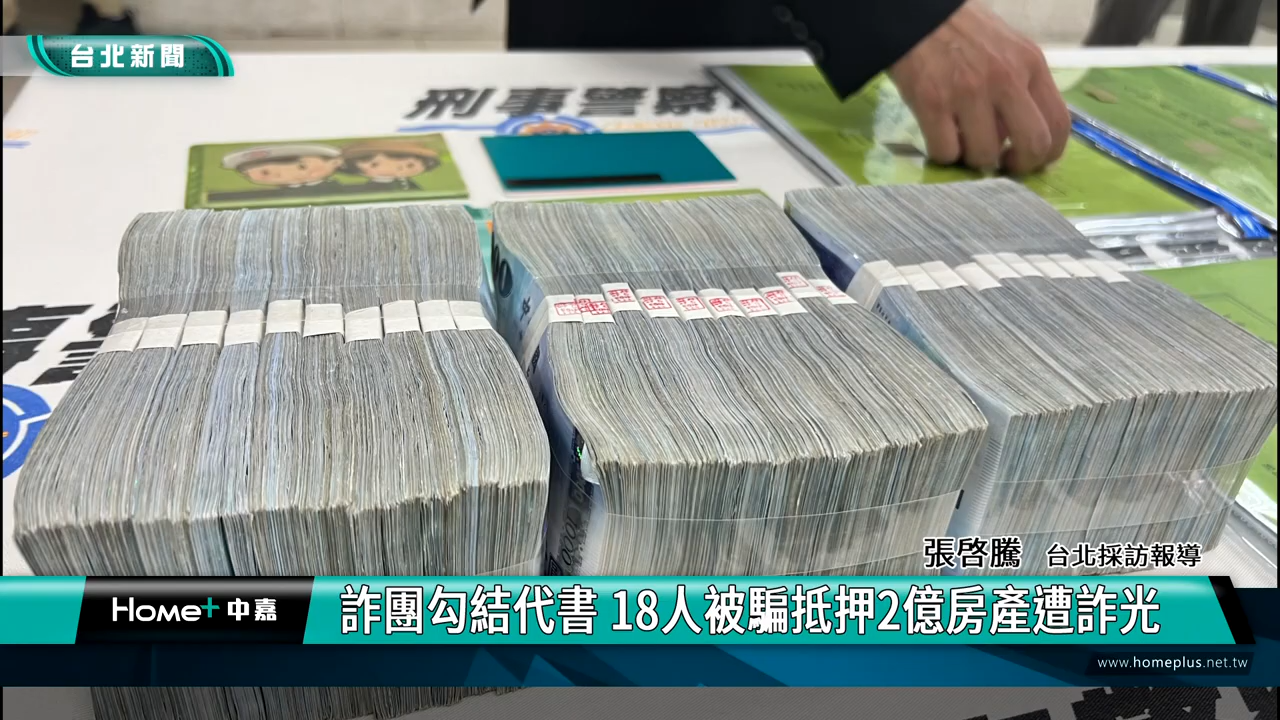 台北新聞
刑事警察
張啓騰 台北採訪報導
Home+ 中嘉
詐團勾結代書 18人被騙抵押2億房產遭詐光
www.homeplus.net.tw